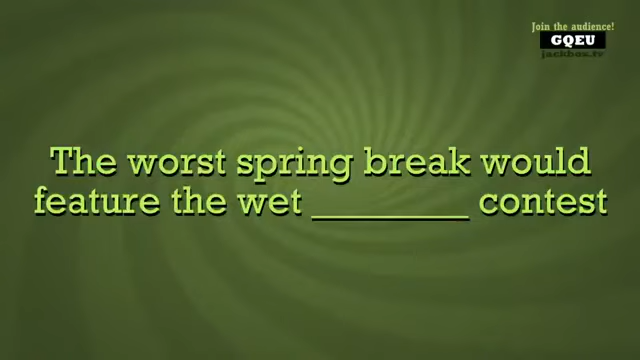 Join the audience!
GQEU
jackbox.tv
The worst spring break would
feature the wet ________ contest